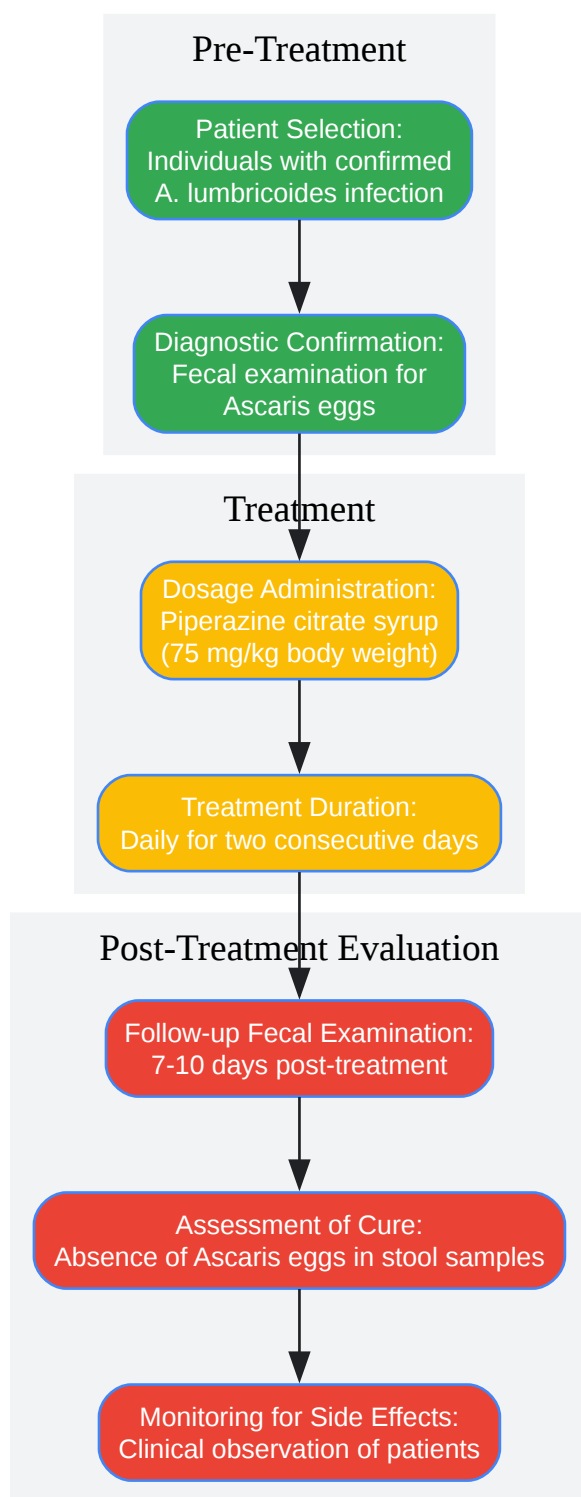 Pre-Treatment
Patient Selection:
Individuals with confirmed
A. lumbricoides infection
Diagnostic Confirmation:
Fecal examination for
Ascaris eggs
Treatment
Dosage Administration:
Piperazine citrate syrup
(75 mg/kg body weight)
Treatment Duration:
Daily for two consecutive days
Post-Treatment Evaluation
Follow-up Fecal Examination:
7-10 days post-treatment
Assessment of Cure:
Absence of Ascaris eggs in stool samples
Monitoring for Side Effects:
Clinical observation of patients